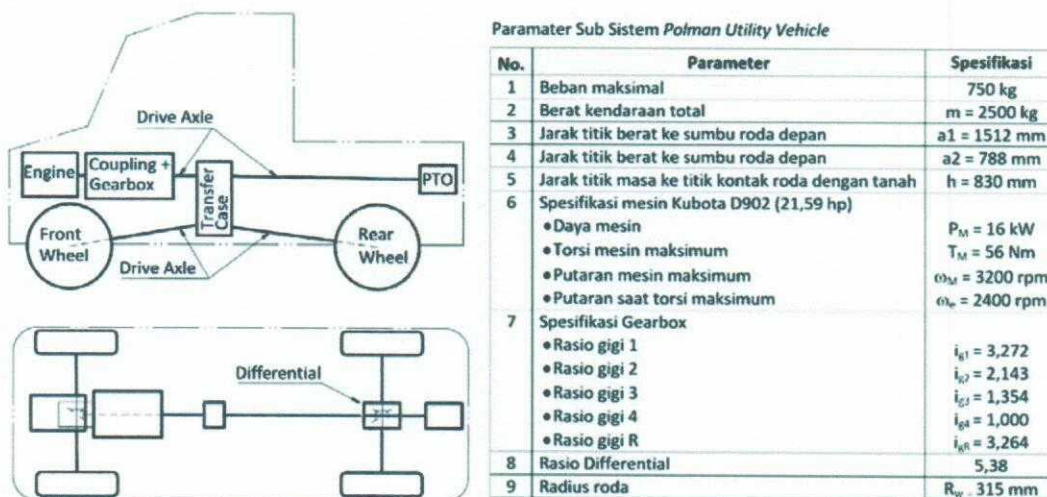 Drive Axle
Engine
Coupling +
Gearbox
Transfer
Case
PTO
Front
Wheel
Rear
Wheel
Drive Axle
Differential
Paramater Sub Sistem Polman Utility Vehicle
No. Parameter Spesifikasi
1 Beban maksimal 750 kg
2 Berat kendaraan total m = 2500 kg
3 Jarak titik berat ke sumbu roda depan a1 = 1512 mm
4 Jarak titik berat ke sumbu roda depan a2 = 788 mm
5 Jarak titik masa ke titik kontak roda dengan tanah h = 830 mm
6 Spesifikasi mesin Kubota D902 (21,59 hp)
•Daya mesin P_M = 16 kW
•Torsi mesin maksimum T_M = 56 Nm
•Putaran mesin maksimum ω_M = 3200 rpm
•Putaran saat torsi maksimum ω_e = 2400 rpm
7 Spesifikasi Gearbox
•Rasio gigi 1 i_g1 = 3,272
•Rasio gigi 2 i_g2 = 2,143
•Rasio gigi 3 i_g3 = 1,354
•Rasio gigi 4 i_g4 = 1,000
•Rasio gigi R i_gR = 3,264
8 Rasio Differential 5,38
9 Radius roda R_W = 315 mm